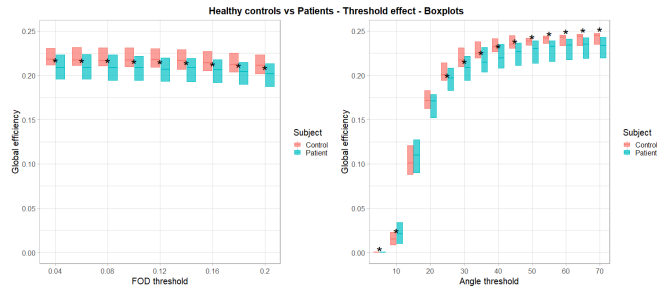 Healthy controls vs Patients - Threshold effect - Boxplots
0.25
0.20
0.15
0.10
0.05
0.00
Global efficiency
0.04 0.08 0.12 0.16 0.2
FOD threshold
Subject
Control
Patient
0.25
0.20
0.15
0.10
0.05
0.00
Global efficiency
10 20 30 40 50 60 70
Angle threshold
Subject
Control
Patient